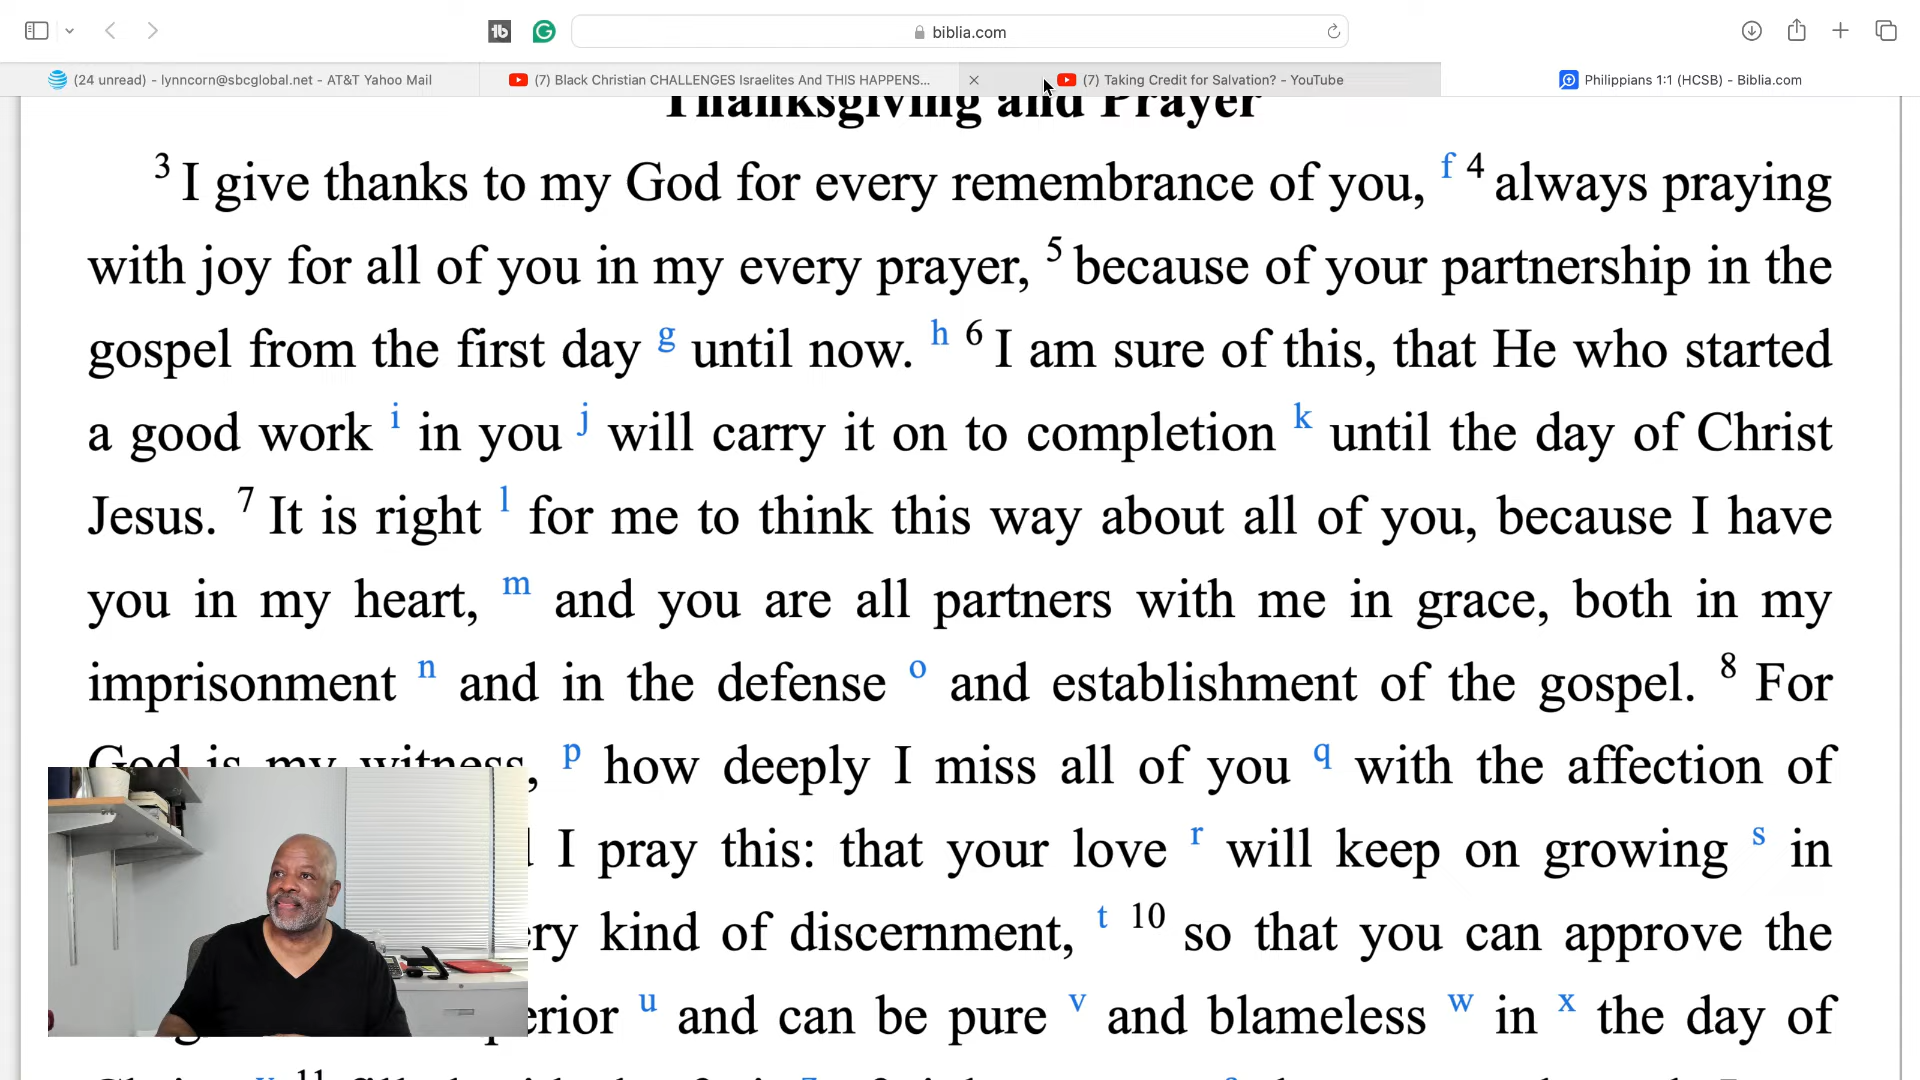 biblia.com
(24 unread) - lynncorn@sbcglobal.net - AT&T Yahoo Mail
(7) Black Christian CHALLENGES Israelites And THIS HAPPENS...
(7) Taking Credit for Salvation? - YouTube
Philippians 1:1 (HCSB) - Biblia.com
Thanksgiving and Prayer
3 I give thanks to my God for every remembrance of you, f 4 always praying
with joy for all of you in my every prayer, 5 because of your partnership in the
gospel from the first day g until now. h 6 I am sure of this, that He who started
a good work i in you j will carry it on to completion k until the day of Christ
Jesus. 7 It is right l for me to think this way about all of you, because I have
you in my heart, m and you are all partners with me in grace, both in my
imprisonment n and in the defense o and establishment of the gospel. 8 For
God is my witness, p how deeply I miss all of you q with the affection of
I pray this: that your love r will keep on growing s in
ery kind of discernment, t 10 so that you can approve the
erior u and can be pure v and blameless w in x the day of